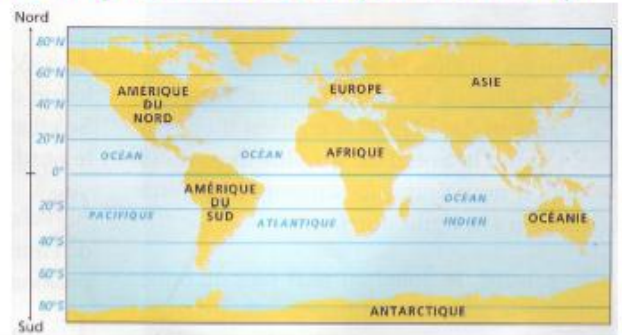 Nord
80°N
60°N
AMÉRIQUE
DU
NORD
EUROPE
ASIE
40°N
20°N
OCÉAN
OCÉAN
AFRIQUE
0°
AMÉRIQUE
DU
SUD
20°S
PACIFIQUE
ATLANTIQUE
OCÉAN
INDIEN
OCÉANIE
40°S
60°S
80°S
ANTARCTIQUE
Sud